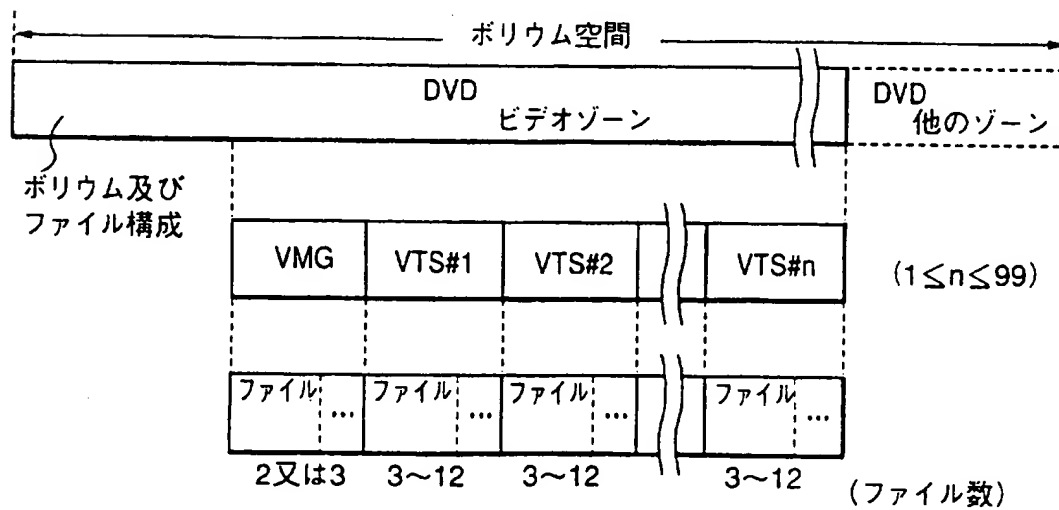 ボリウム空間
DVD
ビデオゾーン
DVD
他のゾーン
ボリウム及び
ファイル構成
VMG VTS#1 VTS#2 VTS#n (1≦n≦99)
ファイル … ファイル … ファイル … ファイル …
2又は3 3〜12 3〜12 3〜12 (ファイル数)